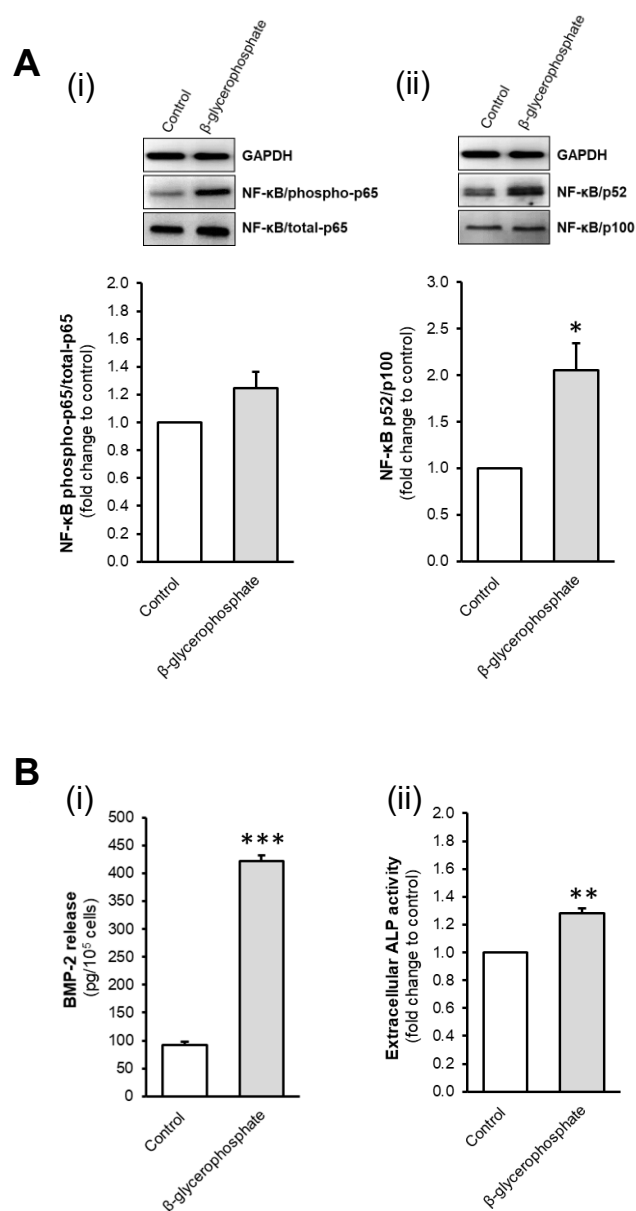 A
(i)
Control
β-glycerophosphate
GAPDH
NF-κB/phospho-p65
NF-κB/total-p65
NF-κB phospho-p65/total-p65
(fold change to control)
2.0
1.8
1.6
1.4
1.2
1.0
0.8
0.6
0.4
0.2
0.0
Control
β-glycerophosphate
(ii)
Control
β-glycerophosphate
GAPDH
NF-κB/p52
NF-κB/p100
NF-κB p52/p100
(fold change to control)
3.0
2.5
2.0
1.5
1.0
0.5
0.0
*
Control
β-glycerophosphate
B
(i)
BMP-2 release
(pg/10⁵ cells)
500
450
400
350
300
250
200
150
100
50
0
***
Control
β-glycerophosphate
(ii)
Extracellular ALP activity
(fold change to control)
2.0
1.8
1.6
1.4
1.2
1.0
0.8
0.6
0.4
0.2
0.0
**
Control
β-glycerophosphate